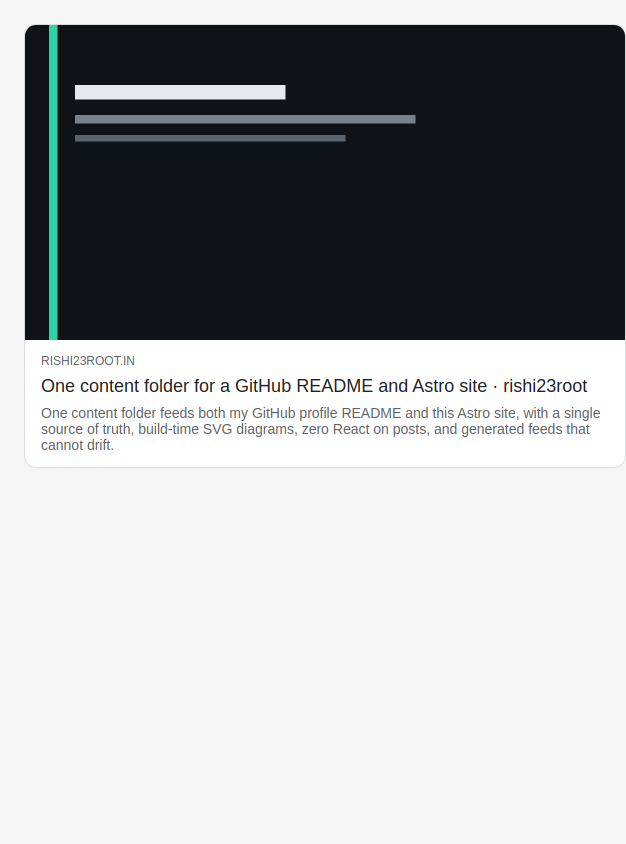 RISHI23ROOT.IN
One content folder for a GitHub README and Astro site · rishi23root
One content folder feeds both my GitHub profile README and this Astro site, with a single
source of truth, build-time SVG diagrams, zero React on posts, and generated feeds that
cannot drift.